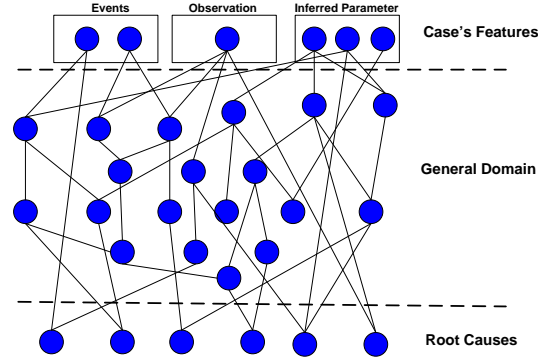 Events
Observation
Inferred Parameter
Case's Features
General Domain
Root Causes